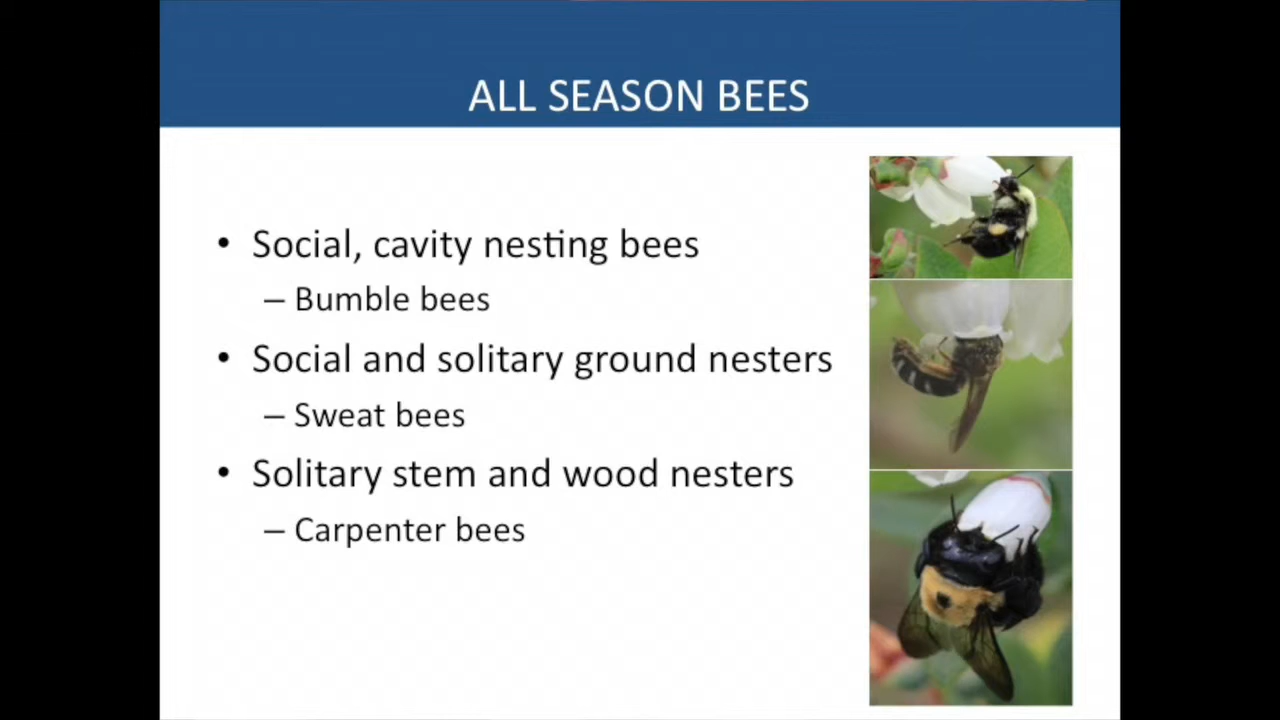 ALL SEASON BEES
• Social, cavity nesting bees
– Bumble bees
• Social and solitary ground nesters
– Sweat bees
• Solitary stem and wood nesters
– Carpenter bees